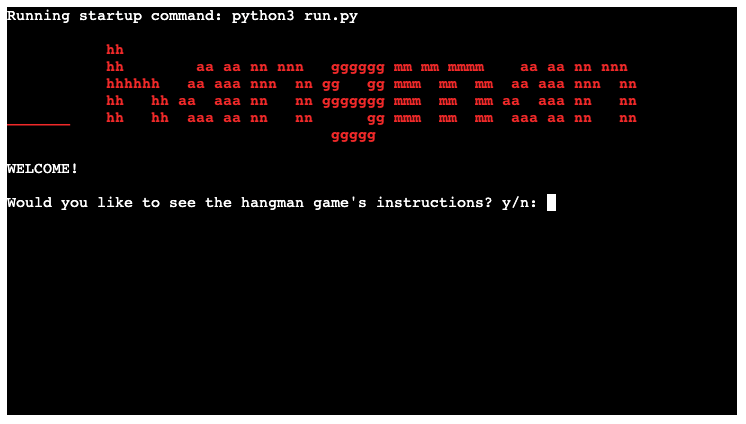 Running startup command: python3 run.py
           hh
           hh        aa aa nn nnn   gggggg mm mm mmmm    aa aa nn nnn
           hhhhhh   aa aaa nnn  nn gg   gg mmm  mm  mm  aa aaa nnn  nn
           hh   hh aa  aaa nn   nn ggggggg mmm  mm  mm aa  aaa nn   nn
_______    hh   hh  aaa aa nn   nn      gg mmm  mm  mm  aaa aa nn   nn
                                    ggggg
WELCOME!
Would you like to see the hangman game's instructions? y/n: